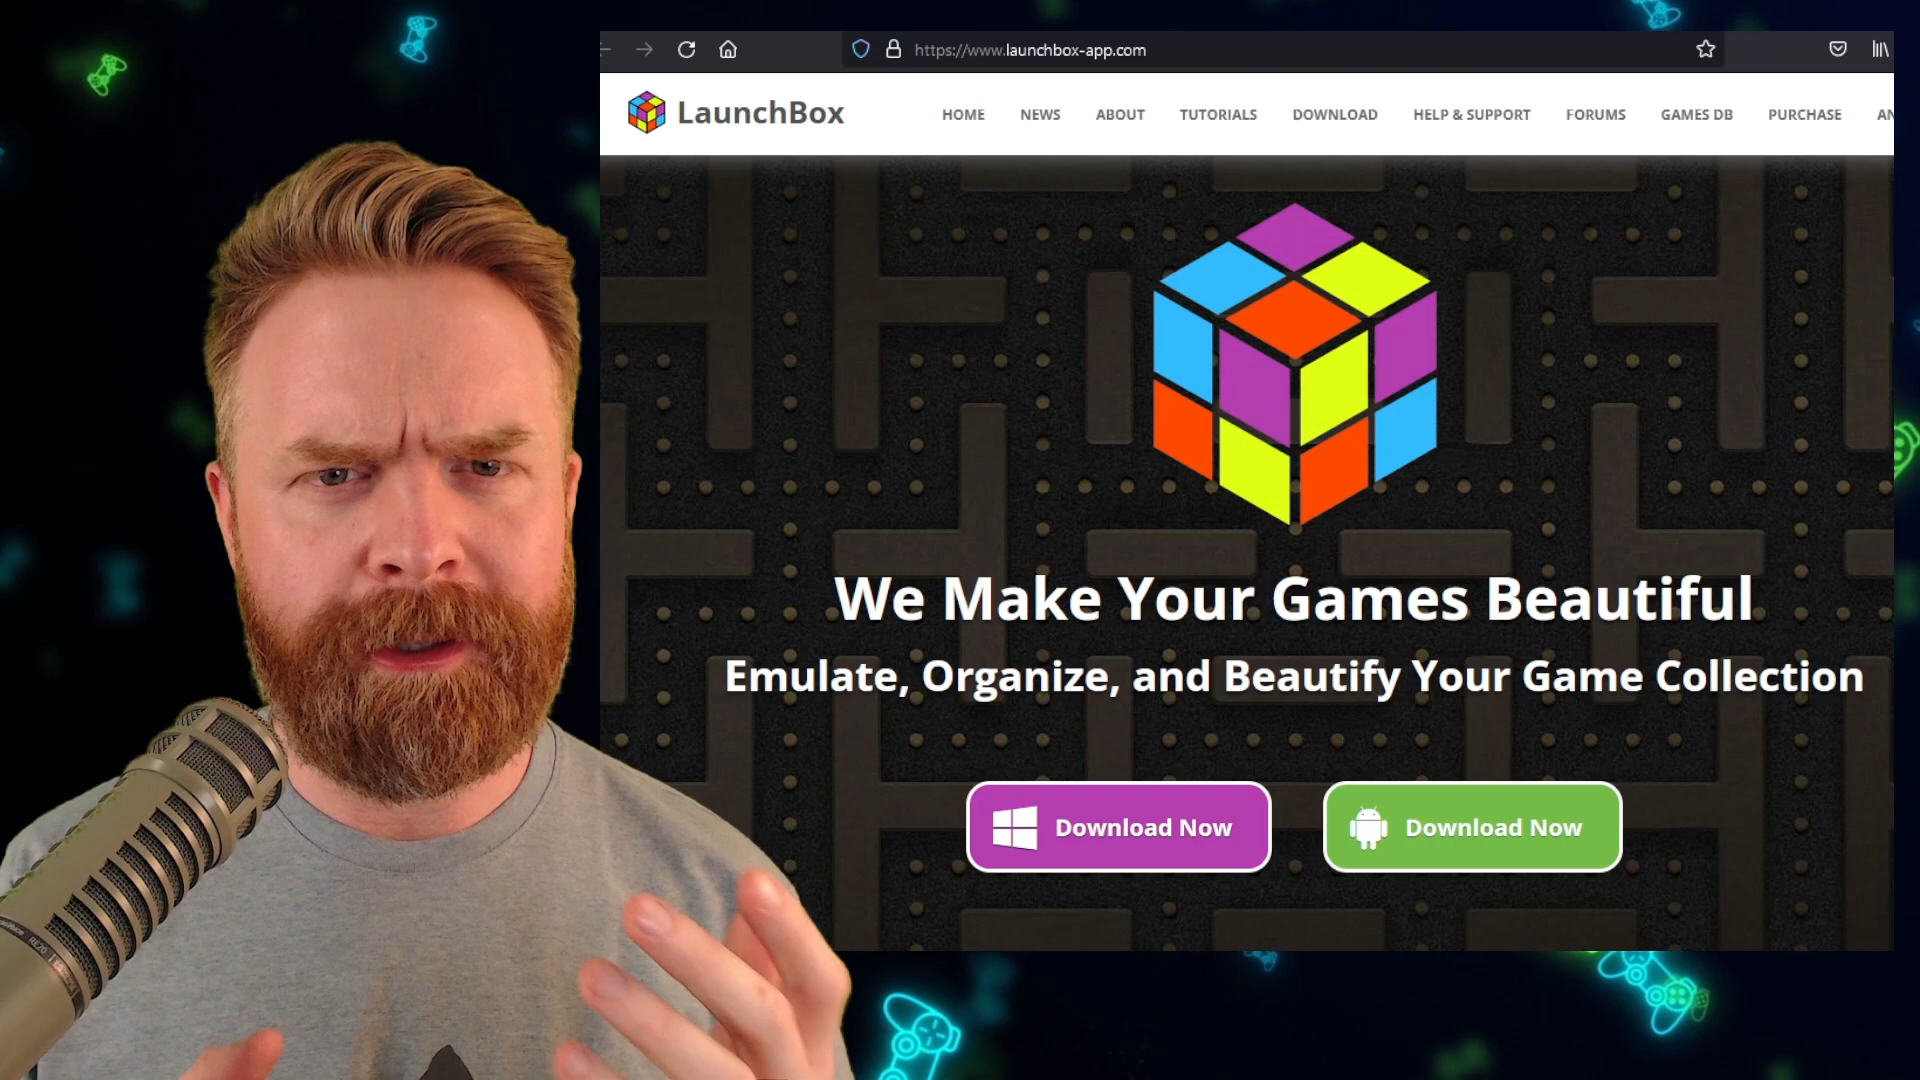 https://www.launchbox-app.com
LaunchBox
HOME NEWS ABOUT TUTORIALS DOWNLOAD HELP & SUPPORT FORUMS GAMES DB PURCHASE
We Make Your Games Beautiful
Emulate, Organize, and Beautify Your Game Collection
Download Now
Download Now
RE20